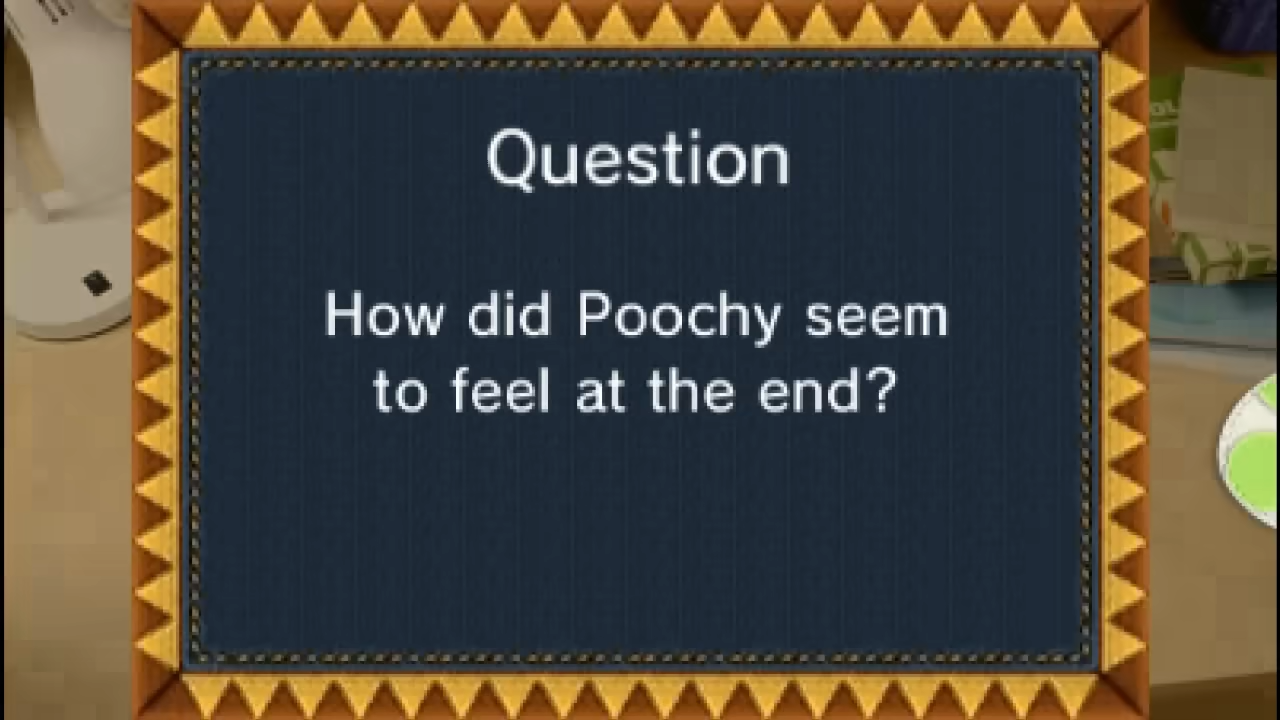 Question
How did Poochy seem
to feel at the end?